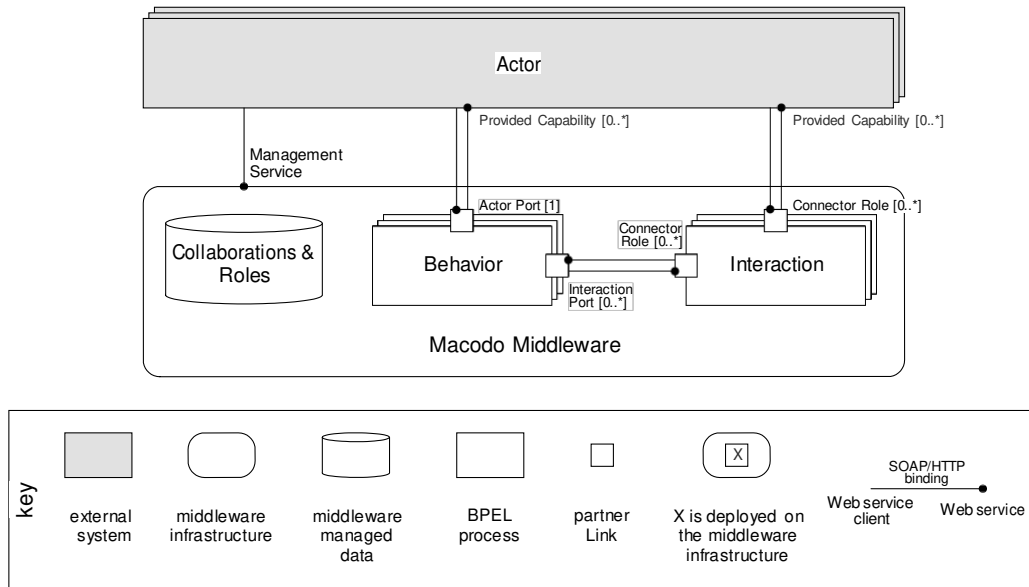 Actor
Provided Capability [0..*]
Provided Capability [0..*]
Management
Service
Actor Port [1]
Connector Role [0..*]
Connector
Role [0..*]
Collaborations &
Roles
Behavior
Interaction
Interaction
Port [0..*]
Macodo Middleware
key
X
SOAP/HTTP
binding
Web service
client
Web service
external
system
middleware
infrastructure
middleware
managed
data
BPEL
process
partner
Link
X is deployed on
the middleware
infrastructure